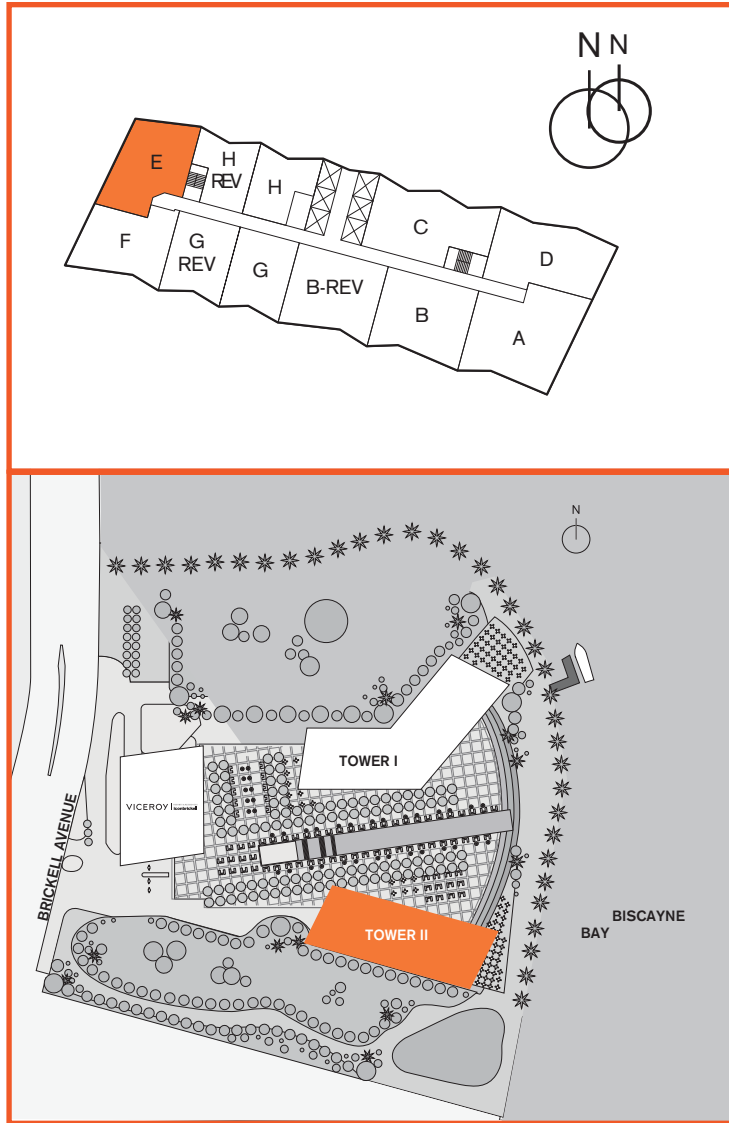 N N
E
H
REV
H
C
D
F
G
REV
G
B-REV
B
A
N
TOWER I
VICEROY
BRICKELL AVENUE
TOWER II
BISCAYNE
BAY